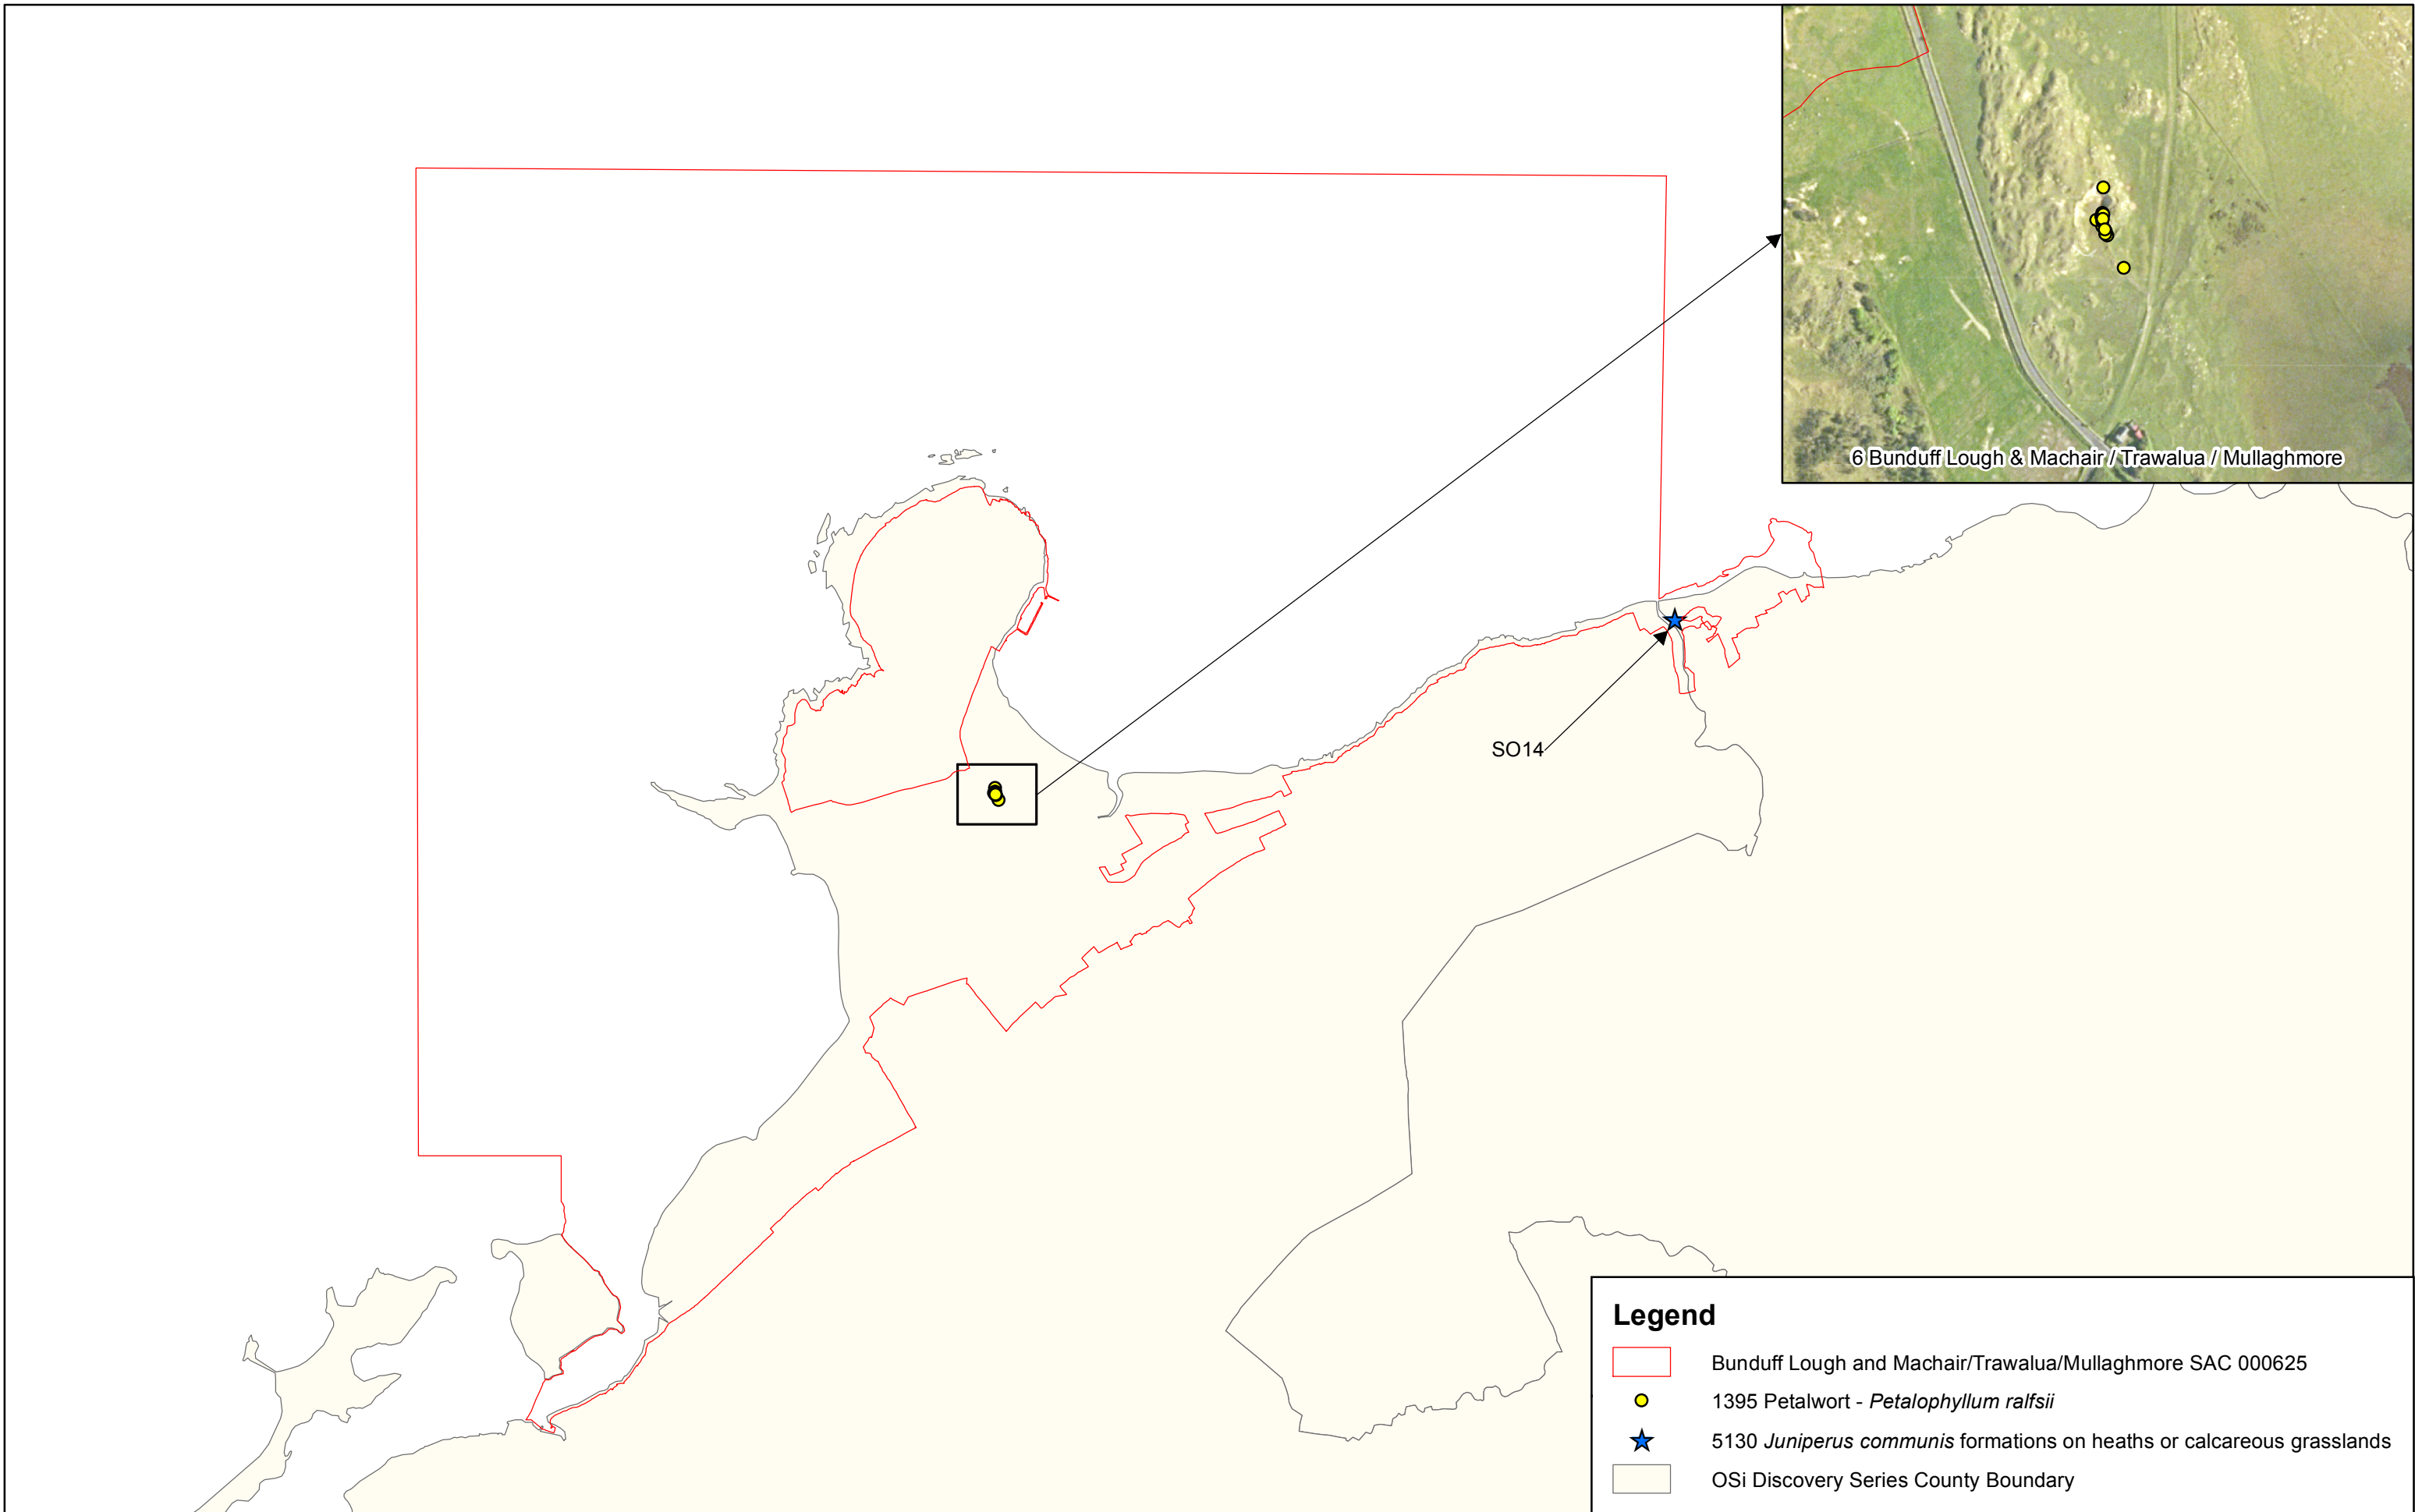 6 Bunduff Lough & Machair / Trawalua / Mullaghmore
SO14
Legend
Bunduff Lough and Machair/Trawalua/Mullaghmore SAC 000625
1395 Petalwort - Petalophyllum ralfsii
5130 Juniperus communis formations on heaths or calcareous grasslands
OSi Discovery Series County Boundary